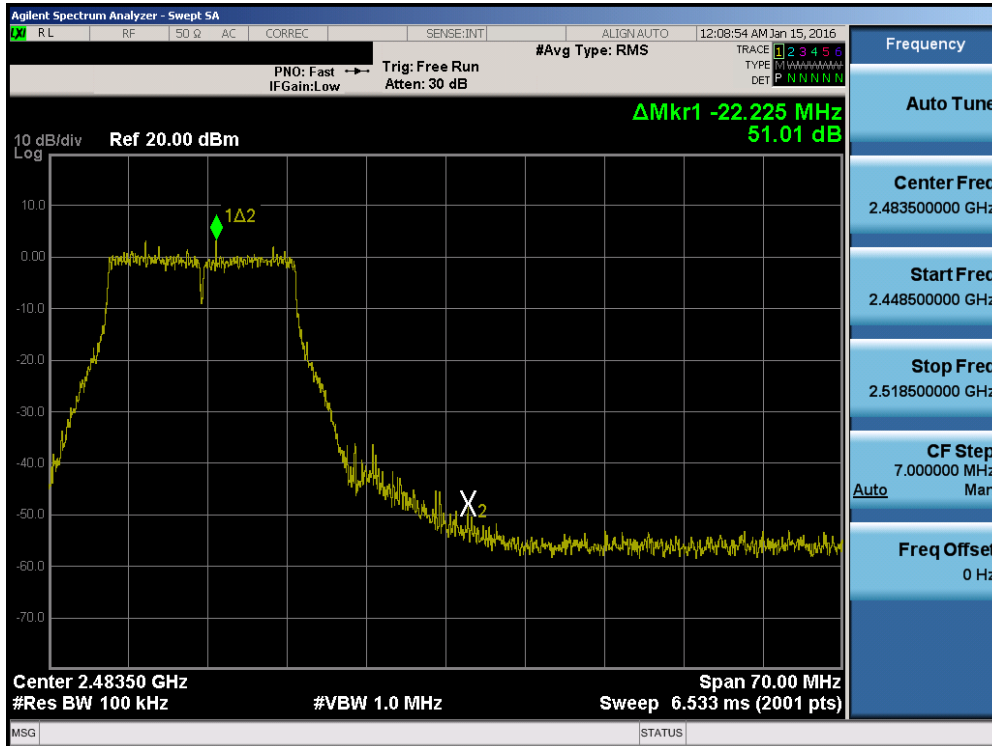 Agilent Spectrum Analyzer - Swept SA
LXI RL RF 50 Ω AC CORREC SENSE:INT ALIGN AUTO 12:08:54 AM Jan 15, 2016
#Avg Type: RMS
TRACE 1 2 3 4 5 6
PNO: Fast Trig: Free Run
TYPE M
IFGain:Low Atten: 30 dB
DET P N N N N N
ΔMkr1 -22.225 MHz
51.01 dB
10 dB/div Ref 20.00 dBm
Log
10.0
1Δ2
0.00
-10.0
-20.0
-30.0
-40.0
-50.0
X2
-60.0
-70.0
Center 2.48350 GHz Span 70.00 MHz
#Res BW 100 kHz #VBW 1.0 MHz Sweep 6.533 ms (2001 pts)
MSG STATUS
Frequency
Auto Tune
Center Freq
2.483500000 GHz
Start Freq
2.448500000 GHz
Stop Freq
2.518500000 GHz
CF Step
7.000000 MHz
Auto Man
Freq Offset
0 Hz